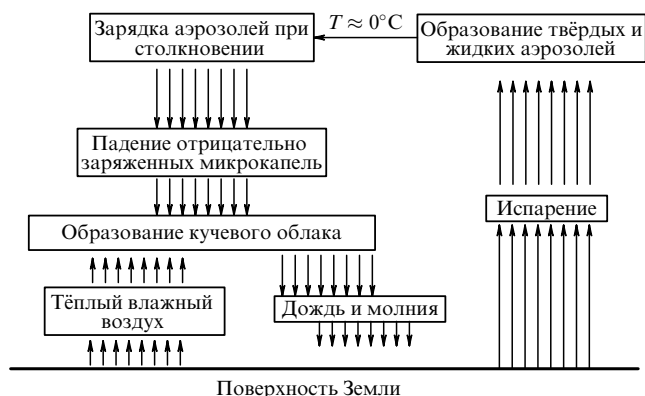 Зарядка аэрозолей при
столкновении
T ≈ 0°C
Образование твёрдых и
жидких аэрозолей
Падение отрицательно
заряженных микрокапель
Испарение
Образование кучевого облака
Тёплый влажный
воздух
Дождь и молния
Поверхность Земли